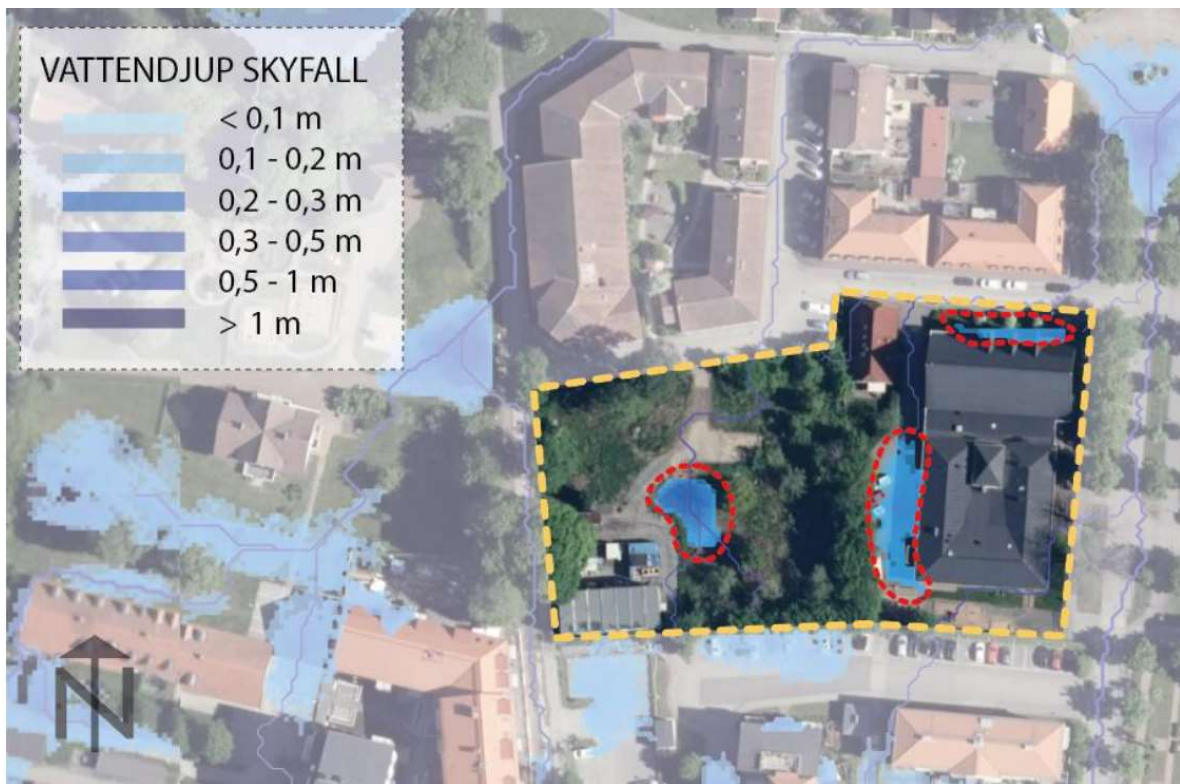 VATTENDJUP SKYFALL
< 0,1 m
0,1 - 0,2 m
0,2 - 0,3 m
0,3 - 0,5 m
0,5 - 1 m
> 1 m
N